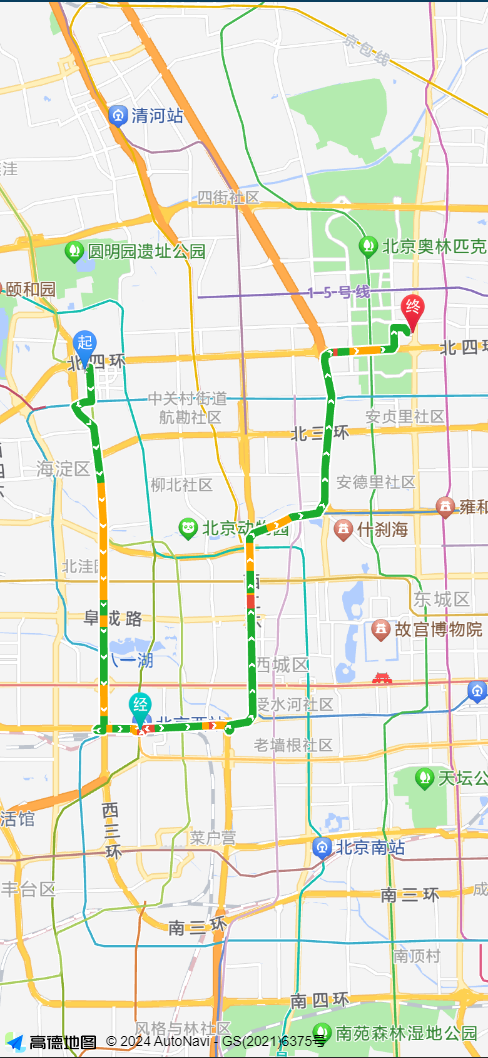 京包线
清河站
洼
四街社区
圆明园遗址公园
北京奥林匹克
颐和园
1-5号线
终
起
北四环
北四环
中关村街道
航勘社区
安贞里社区
北三环
海淀区
柳北社区
安德里社区
雍和
北京动物园
什刹海
北洼
东城区
阜成路
故宫博物院
八一湖
西城区
经
北京西站
受水河社区
老墙根社区
天坛公
西三环
活馆
菜户营
北京南站
丰台区
南三环
成
南三环
南顶村
南四环
风格与林社区
南苑森林湿地公园
高德地图 © 2024 AutoNavi - GS(2021)6375号